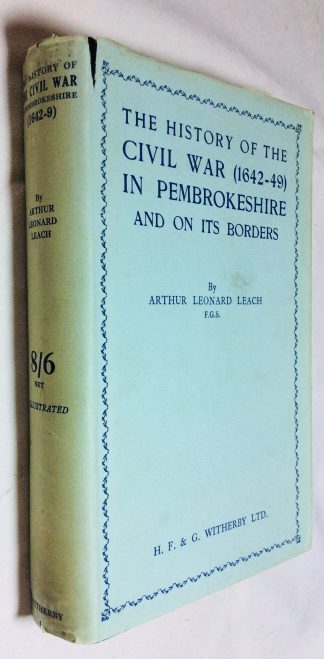 HISTORY OF
CIVIL WAR
PEMBROKESHIRE
(1642-9)
By
ARTHUR
LEONARD
LEACH
8/6
NET
ILLUSTRATED
WITHERBY
THE HISTORY OF THE
CIVIL WAR (1642-49)
IN PEMBROKESHIRE
AND ON ITS BORDERS
By
ARTHUR LEONARD LEACH
F.G.S.
H. F. & G. WITHERBY LTD.